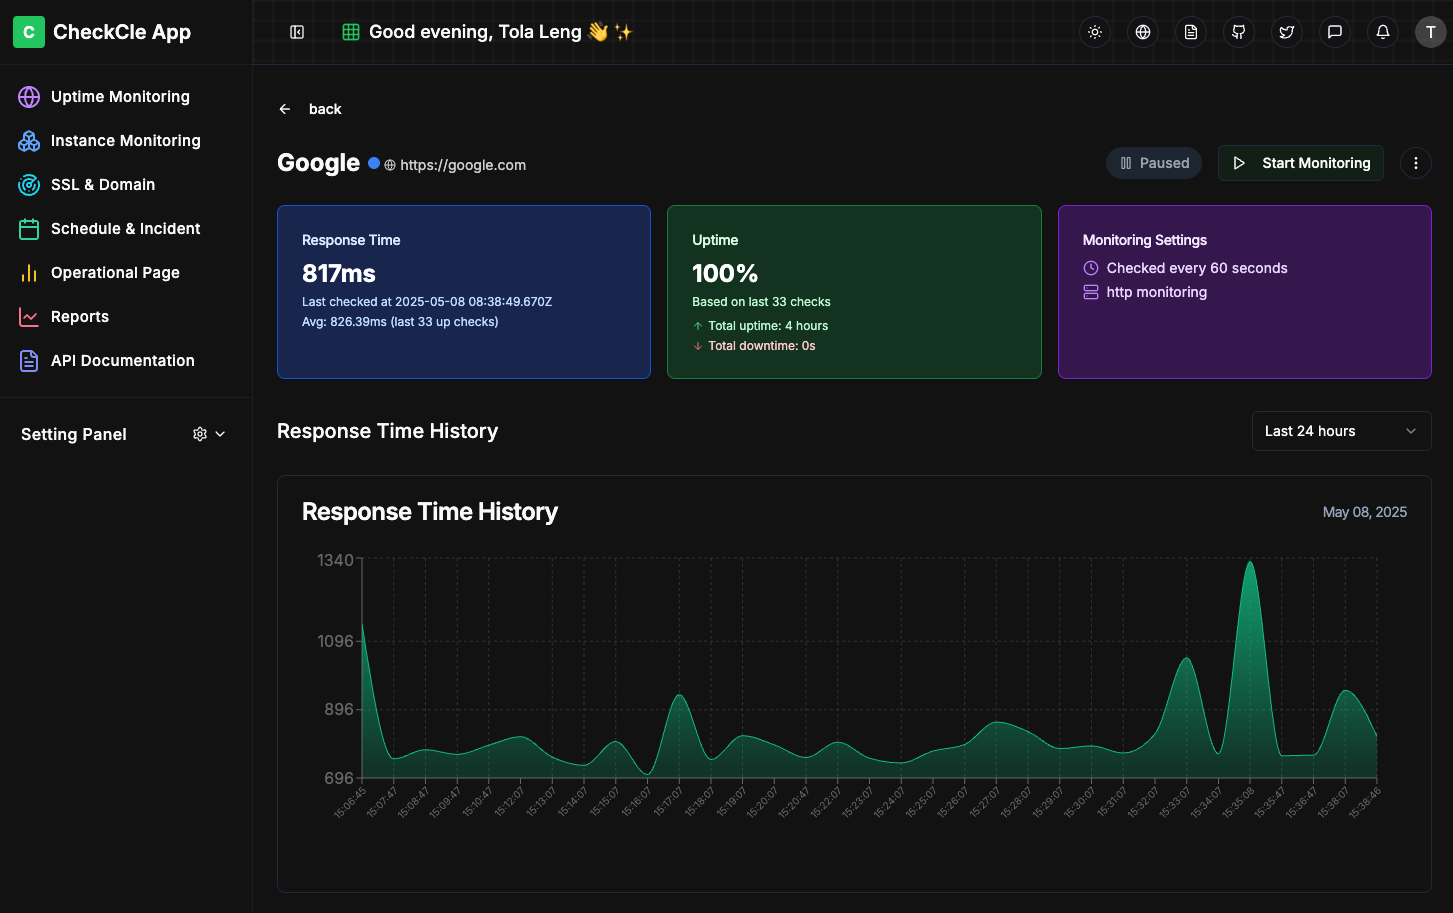 C CheckCle App
Good evening, Tola Leng 👋 ✨
T
Uptime Monitoring
Instance Monitoring
SSL & Domain
Schedule & Incident
Operational Page
Reports
API Documentation
Setting Panel
back
Google https://google.com
Paused
Start Monitoring
Response Time
817ms
Last checked at 2025-05-08 08:38:49.670Z
Avg: 826.39ms (last 33 up checks)
Uptime
100%
Based on last 33 checks
Total uptime: 4 hours
Total downtime: 0s
Monitoring Settings
Checked every 60 seconds
http monitoring
Response Time History
Last 24 hours
Response Time History
May 08, 2025
1340
1096
896
696
15:06:45
15:07:47
15:08:47
15:09:47
15:10:47
15:12:07
15:13:07
15:14:07
15:15:07
15:16:07
15:17:07
15:18:07
15:19:07
15:20:07
15:20:47
15:22:07
15:23:07
15:24:07
15:25:07
15:26:07
15:27:07
15:28:07
15:29:07
15:30:07
15:31:07
15:32:07
15:33:07
15:34:07
15:35:08
15:35:47
15:36:47
15:38:07
15:38:46